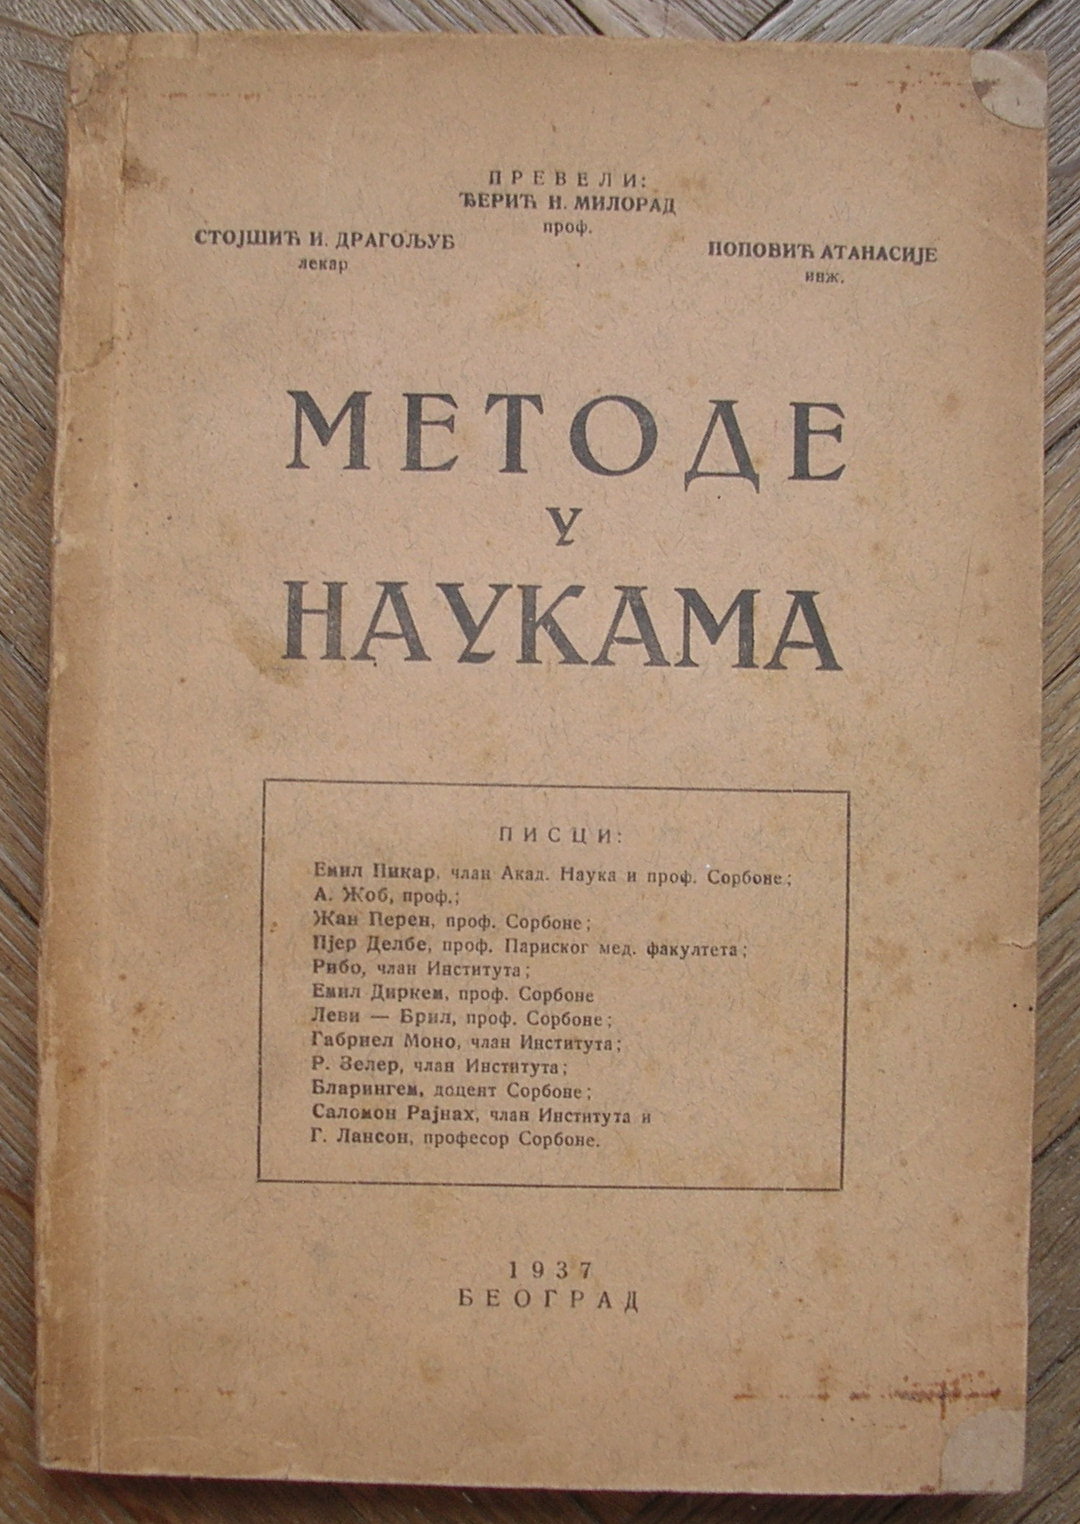 ПРЕВЕЛИ:
ЂЕРИЋ Н. МИЛОРАД
проф.
СТОЈШИЋ И. ДРАГОЉУБ
лекар
ПОПОВИЋ АТАНАСИЈЕ
инж.
МЕТОДЕ
У
НАУКАМА
ПИСЦИ:
Емил Пикар, члан Акад. Наука и проф. Сорбоне;
А. Жоб, проф.;
Жан Перен, проф. Сорбоне;
Пјер Делбе, проф. Париског мед. факултета;
Рибо, члан Института;
Емил Диркем, проф. Сорбоне
Леви — Брил, проф. Сорбоне;
Габриел Моно, члан Института;
Р. Зелер, члан Института;
Бларингем, доцент Сорбоне;
Саломон Рајнах, члан Института и
Г. Лансон, професор Сорбоне.
1937
БЕОГРАД